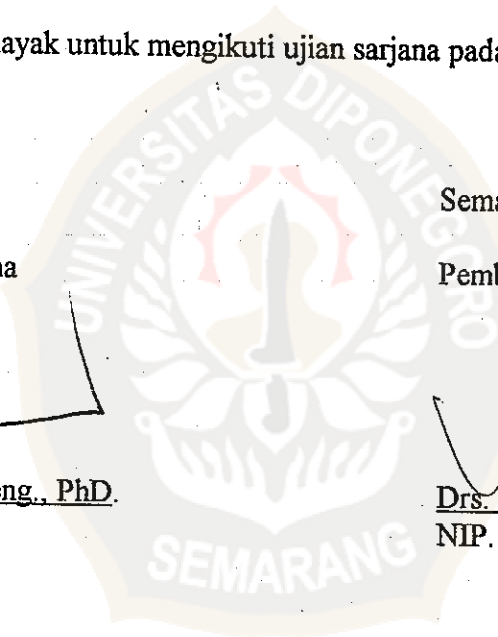 ayak untuk mengikuti ujian sarjana pada
Sema
na
Pemb
eng., PhD.
Drs.
NIP.
UNIVERSITAS DIPONEGORO
SEMARANG